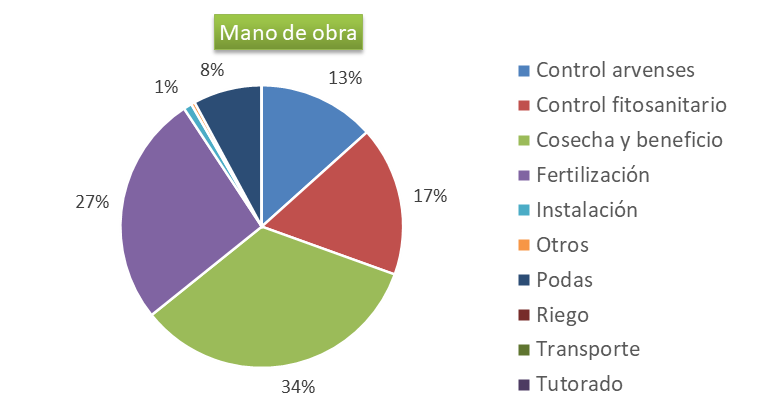 Mano de obra
8%
13%
1%
17%
27%
34%
Control arvenses
Control fitosanitario
Cosecha y beneficio
Fertilización
Instalación
Otros
Podas
Riego
Transporte
Tutorado